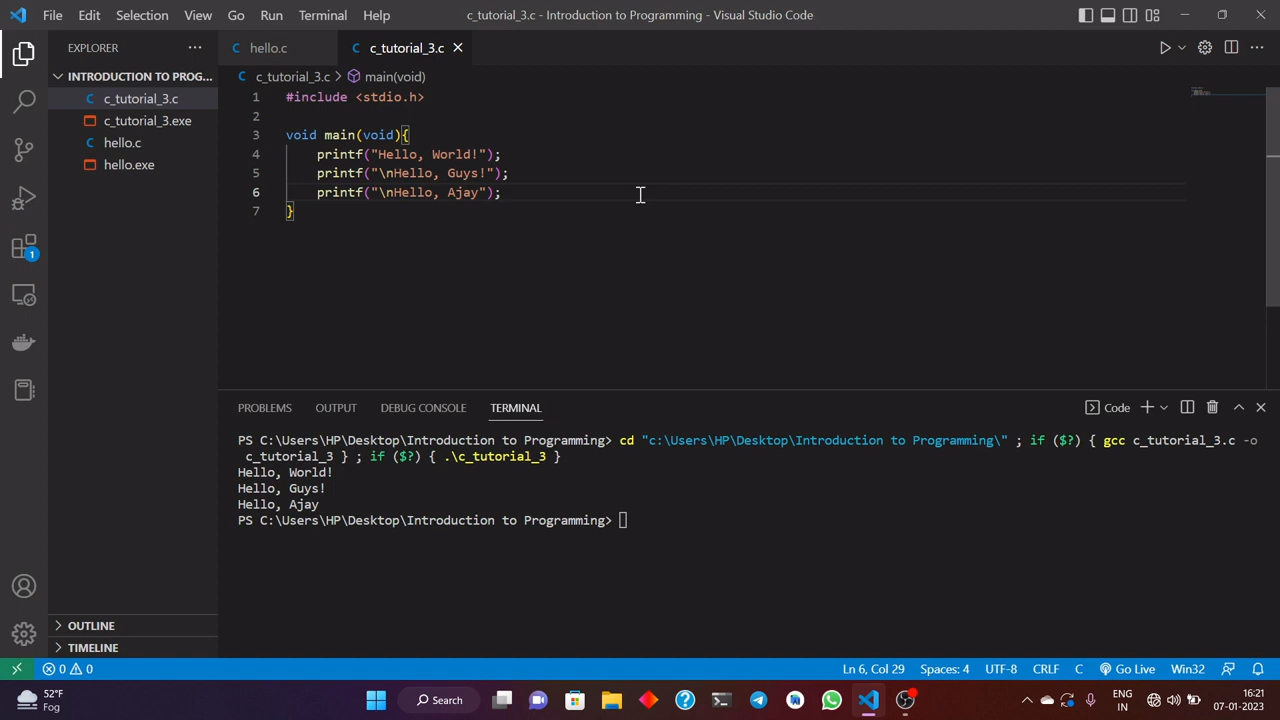 File Edit Selection View Go Run Terminal Help c_tutorial_3.c - Introduction to Programming - Visual Studio Code
EXPLORER
hello.c c_tutorial_3.c
INTRODUCTION TO PROG...
c_tutorial_3.c
c_tutorial_3.exe
hello.c
hello.exe
c_tutorial_3.c > main(void)
1 #include <stdio.h>
2
3 void main(void){
4 printf("Hello, World!");
5 printf("\nHello, Guys!");
6 printf("\nHello, Ajay");
7 }
1
PROBLEMS OUTPUT DEBUG CONSOLE TERMINAL
Code
PS C:\Users\HP\Desktop\Introduction to Programming> cd "c:\Users\HP\Desktop\Introduction to Programming\" ; if ($?) { gcc c_tutorial_3.c -o
c_tutorial_3 } ; if ($?) { .\c_tutorial_3 }
Hello, World!
Hello, Guys!
Hello, Ajay
PS C:\Users\HP\Desktop\Introduction to Programming>
OUTLINE
TIMELINE
0 0 Ln 6, Col 29 Spaces: 4 UTF-8 CRLF C Go Live Win32
52°F
Fog
Search
ENG
IN
16:21
07-01-2023